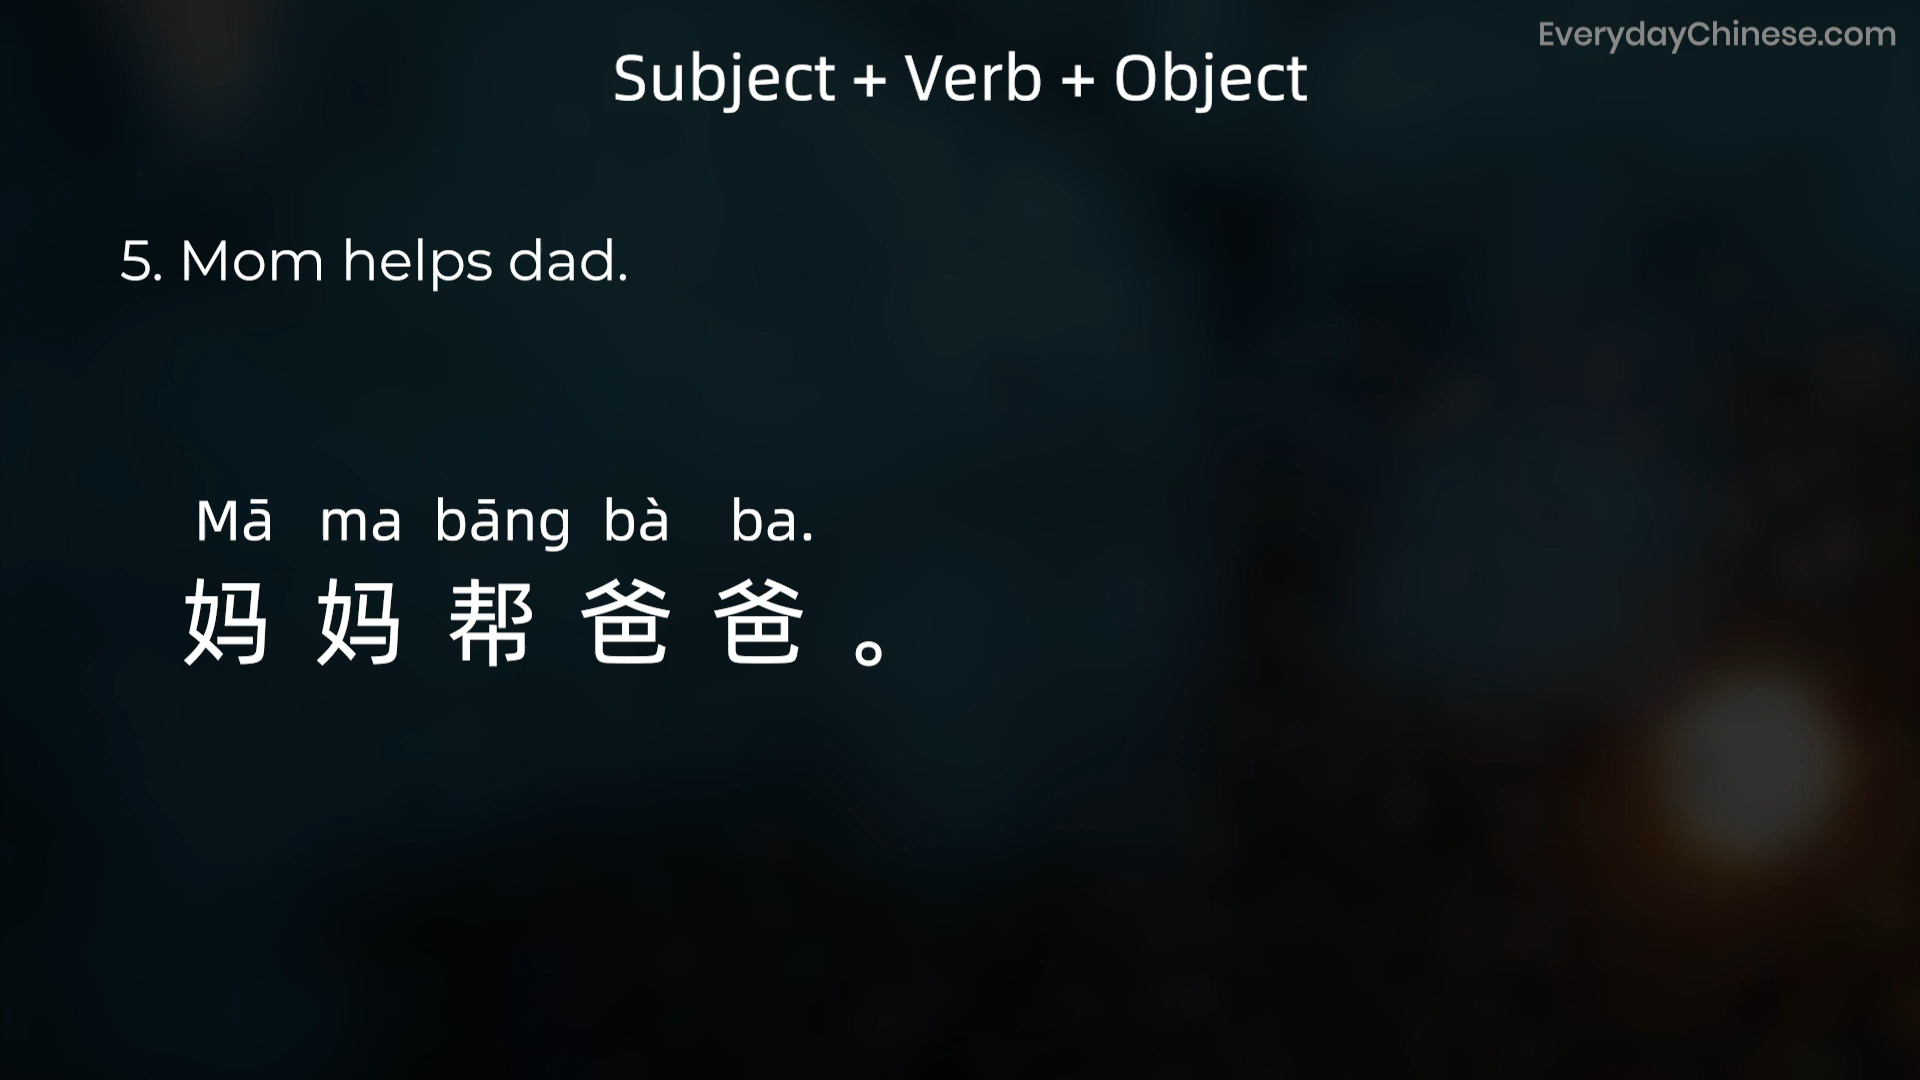 EverydayChinese.com
Subject + Verb + Object
5. Mom helps dad.
Mā ma bāng bà ba.
妈 妈 帮 爸 爸 。